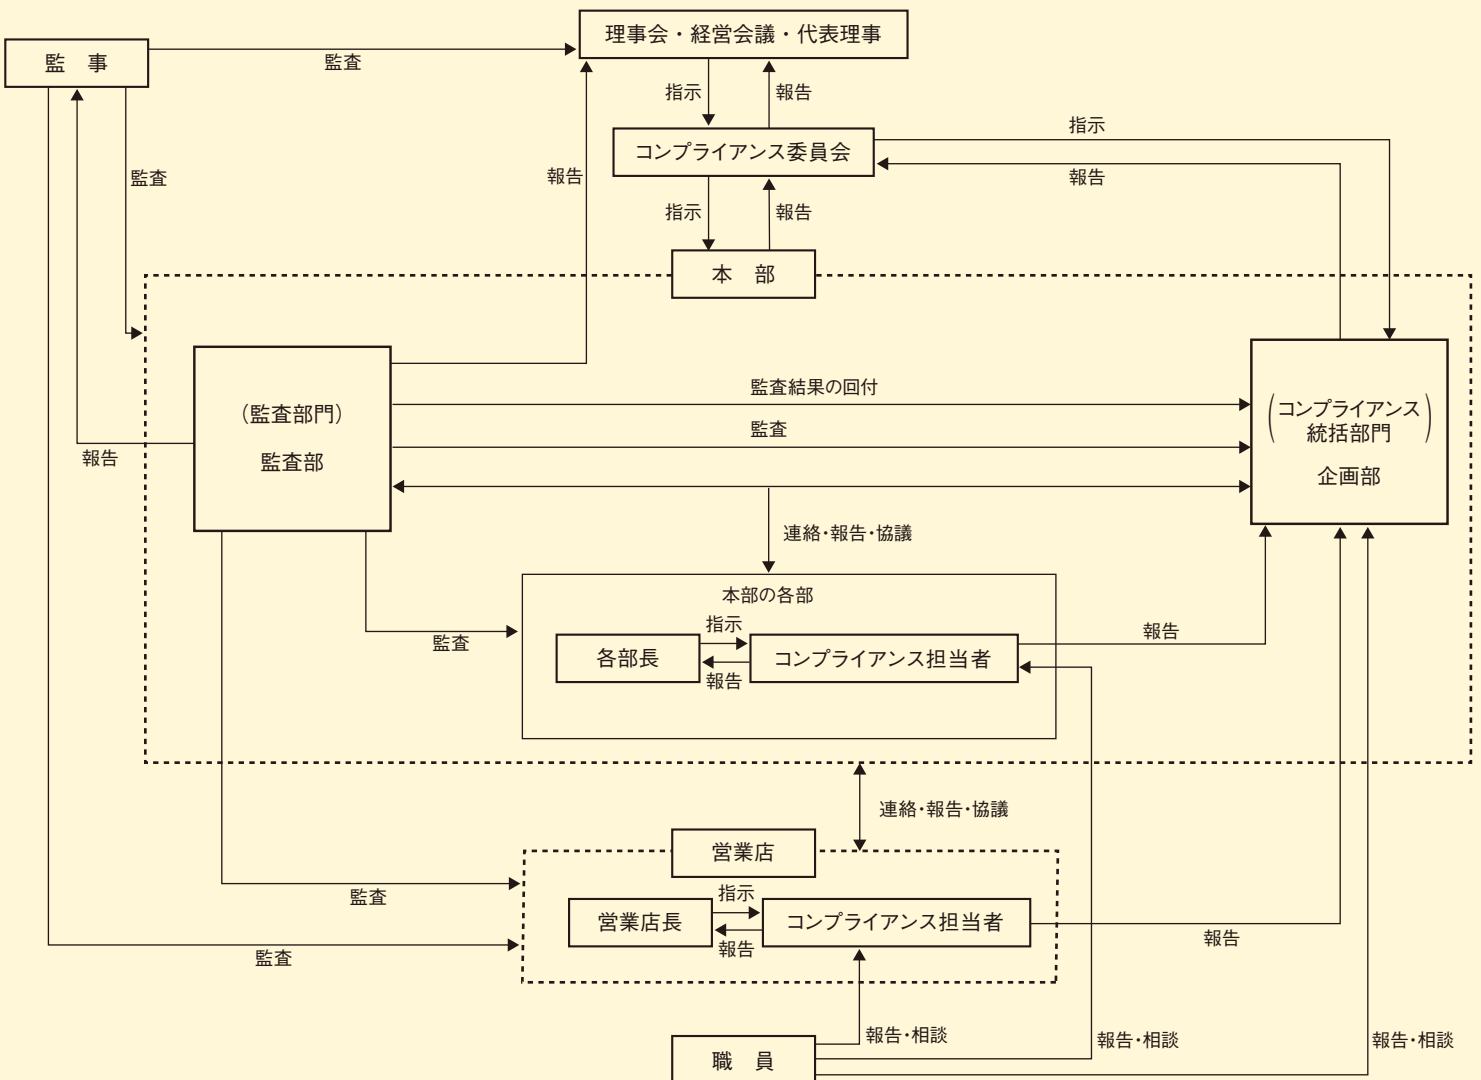 理事会・経営会議・代表理事
監　事
監査
指示
報告
指示
コンプライアンス委員会
報告
監査
報告
指示
報告
本　部
監査結果の回付
（監査部門）
監査部
監査
（コンプライアンス
統括部門）
企画部
報告
連絡・報告・協議
本部の各部
指示
各部長
コンプライアンス担当者
報告
監査
報告
連絡・報告・協議
営業店
監査
指示
営業店長
コンプライアンス担当者
報告
報告
監査
報告・相談
報告・相談
報告・相談
職　員